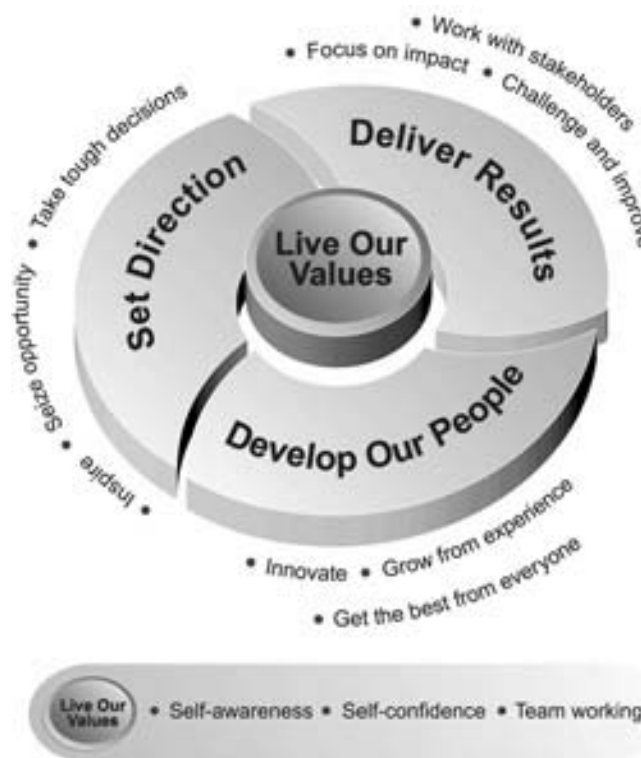 • Work with stakeholders
• Focus on impact • Challenge and improve
Deliver Results
• Take tough decisions
Set Direction
Live Our
Values
• Seize opportunity
• Inspire
Develop Our People
• Innovate • Grow from experience
• Get the best from everyone
Live Our
Values
• Self-awareness • Self-confidence • Team working